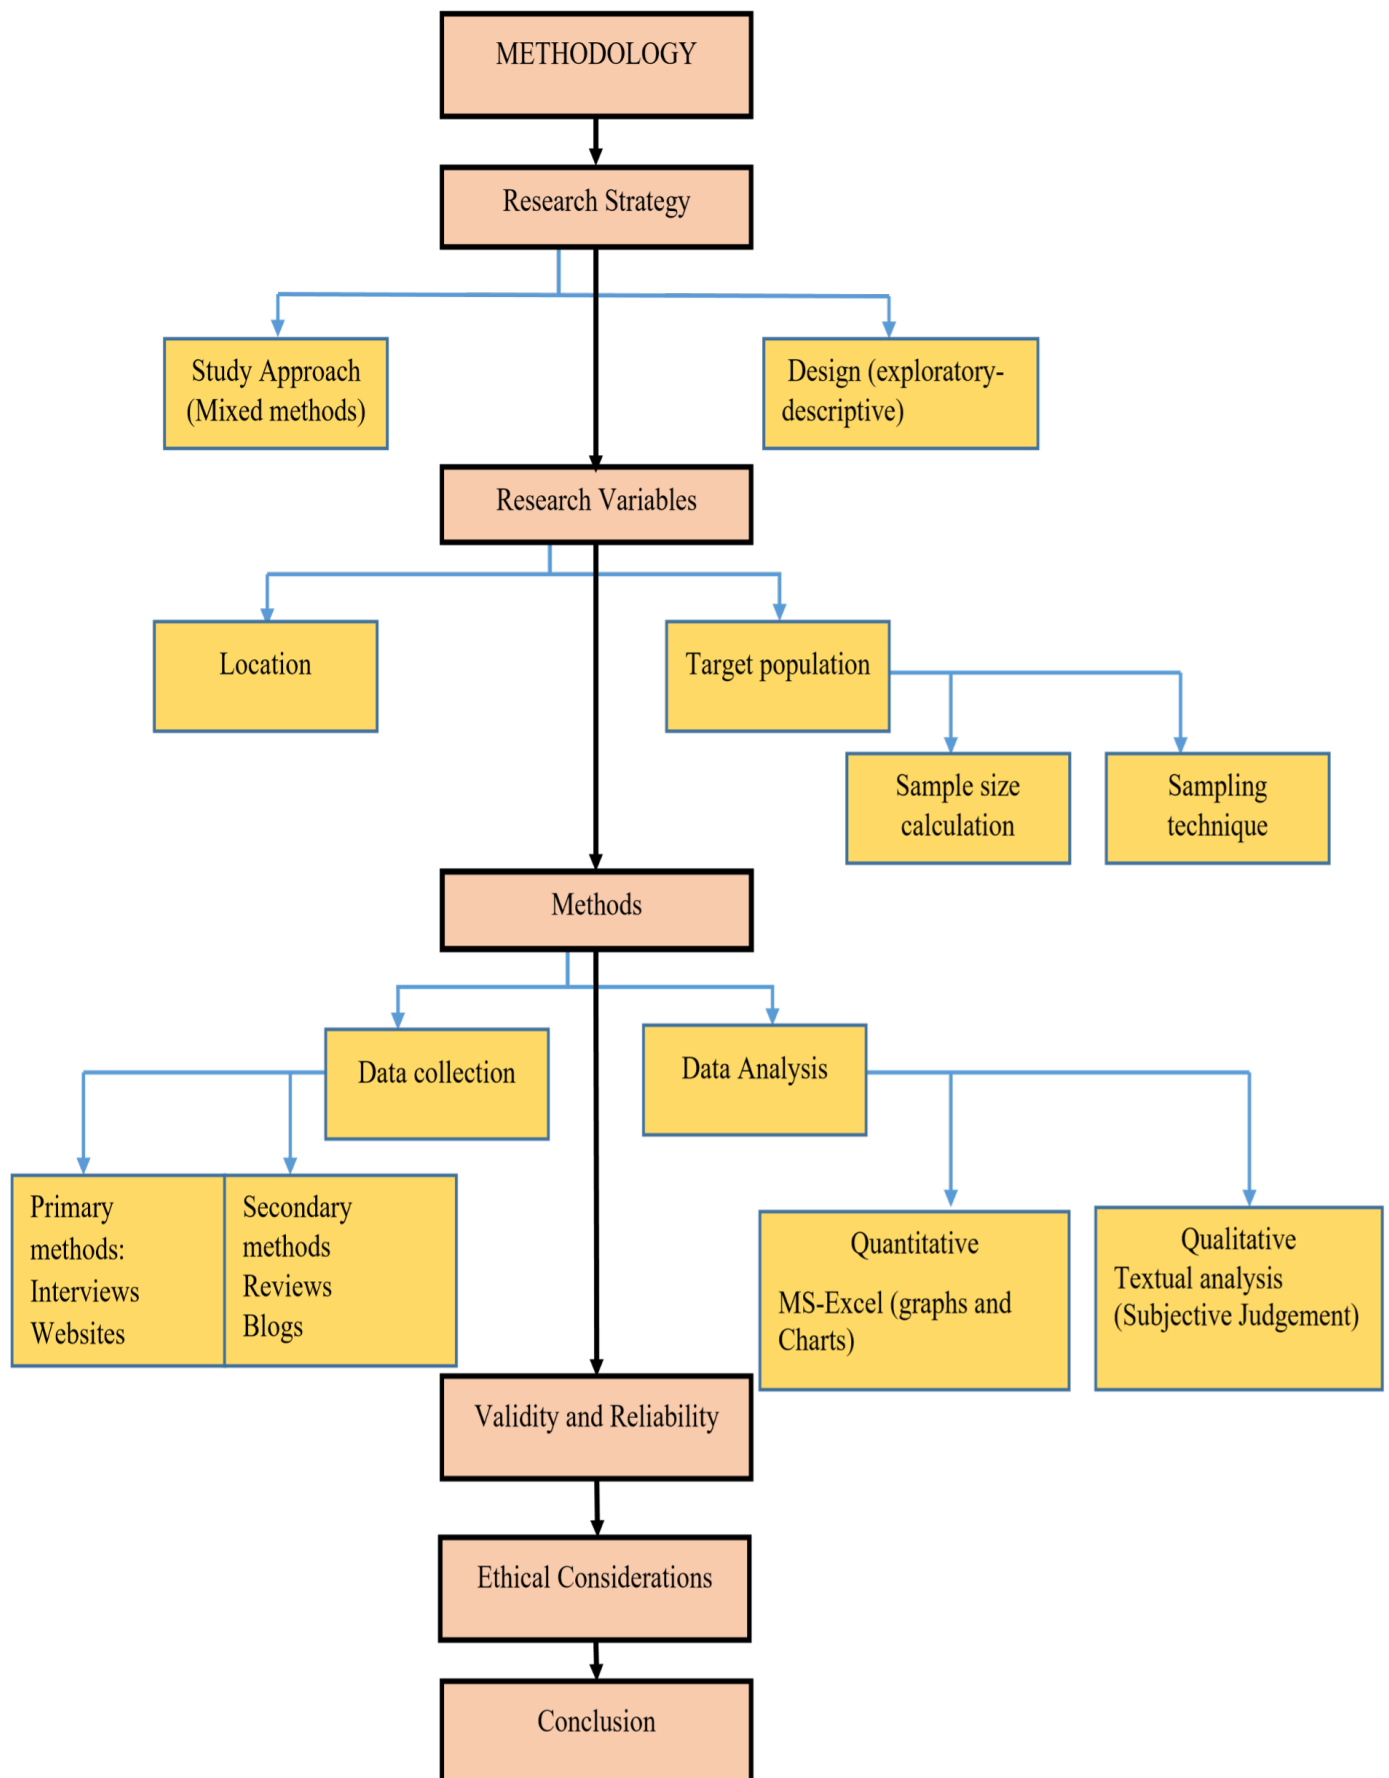 METHODOLOGY
Research Strategy
Study Approach
(Mixed methods)
Design (exploratory-
descriptive)
Research Variables
Location
Target population
Sample size
calculation
Sampling
technique
Methods
Data collection
Data Analysis
Primary
methods:
Interviews
Websites
Secondary
methods
Reviews
Blogs
Quantitative
MS-Excel (graphs and
Charts)
Qualitative
Textual analysis
(Subjective Judgement)
Validity and Reliability
Ethical Considerations
Conclusion